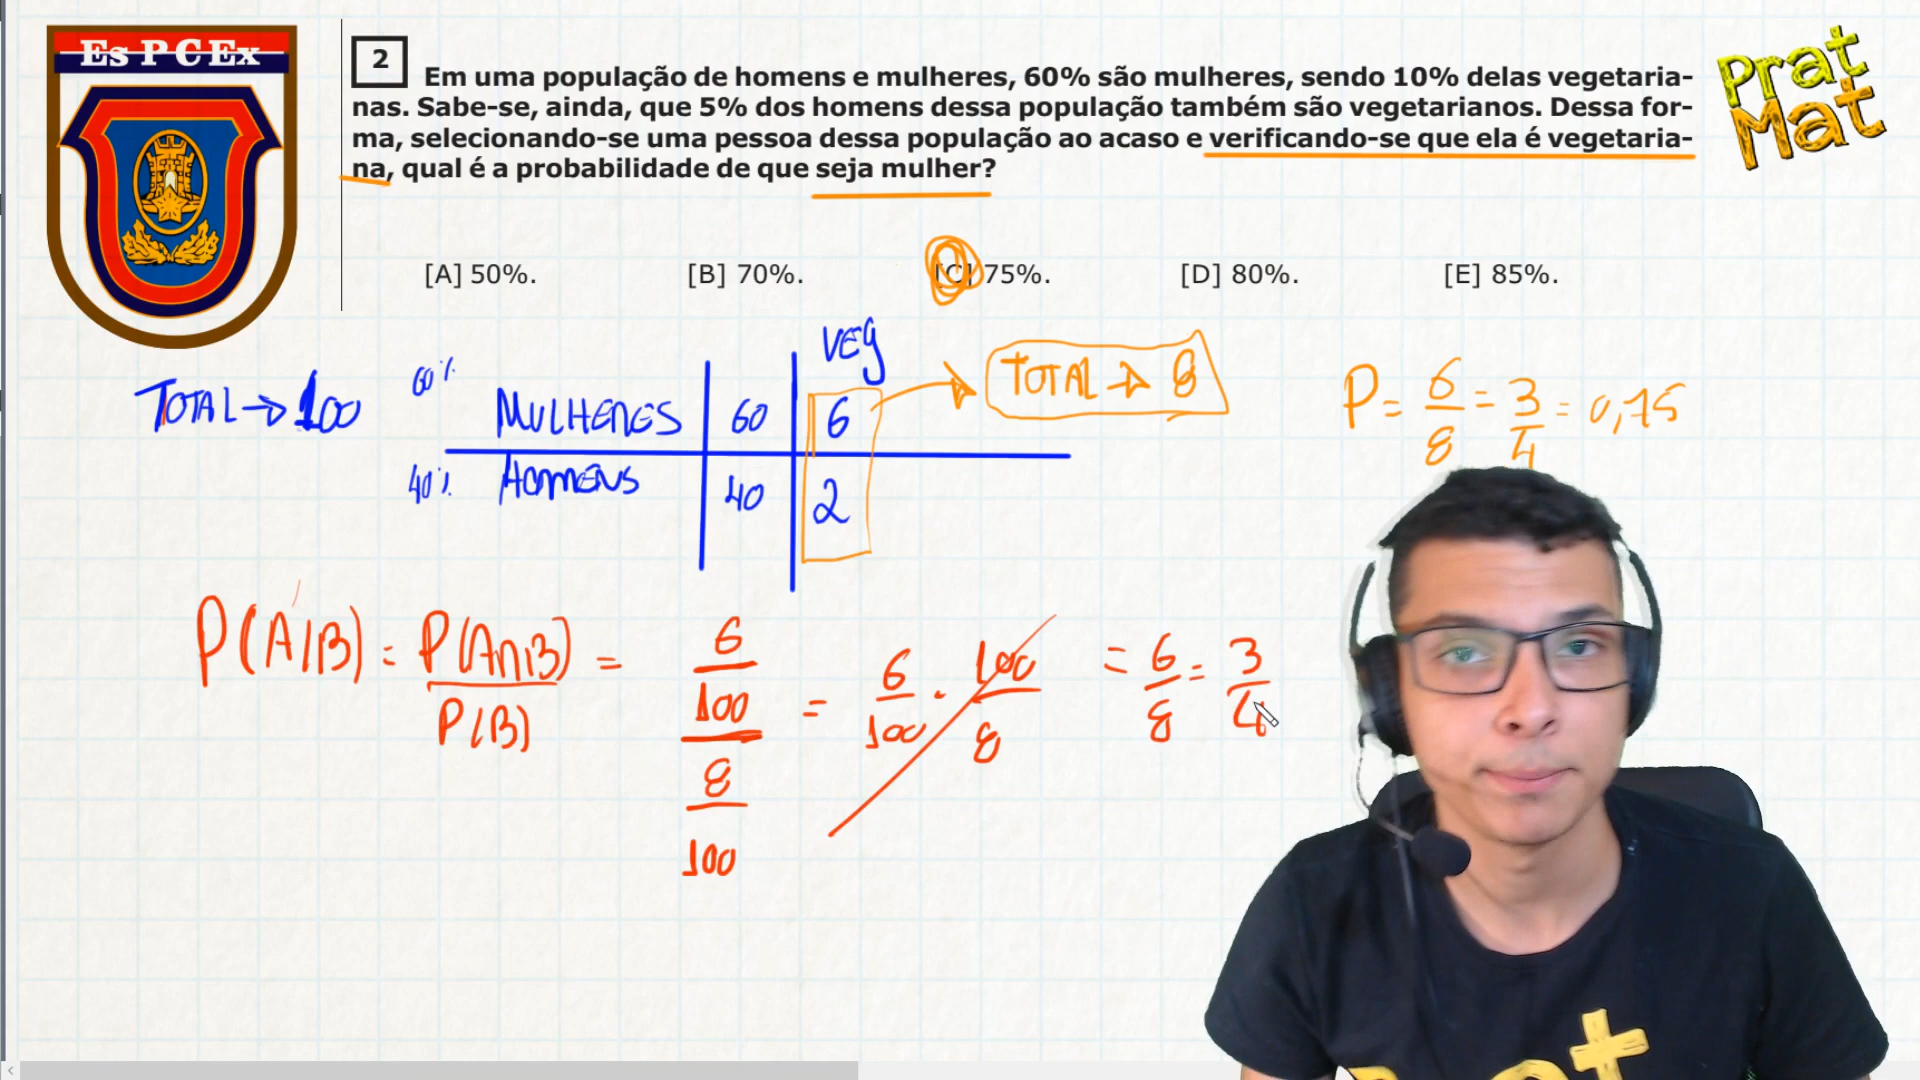 Es P C Ex
2
Em uma população de homens e mulheres, 60% são mulheres, sendo 10% delas vegetaria-
nas. Sabe-se, ainda, que 5% dos homens dessa população também são vegetarianos. Dessa for-
ma, selecionando-se uma pessoa dessa população ao acaso e verificando-se que ela é vegetaria-
na, qual é a probabilidade de que seja mulher?
Prat
Mat
[A] 50%. [B] 70%. [C] 75%. [D] 80%. [E] 85%.
VEG
TOTAL → 100
60% MULHERES 60 6
TOTAL → 8
P = 6/8 = 3/4 = 0,75
40% HOMENS 40 2
P(A/B) = P(A∩B)/P(B) = 6/100 / 8/100 = 6/100 · 100/8 = 6/8 = 3/4